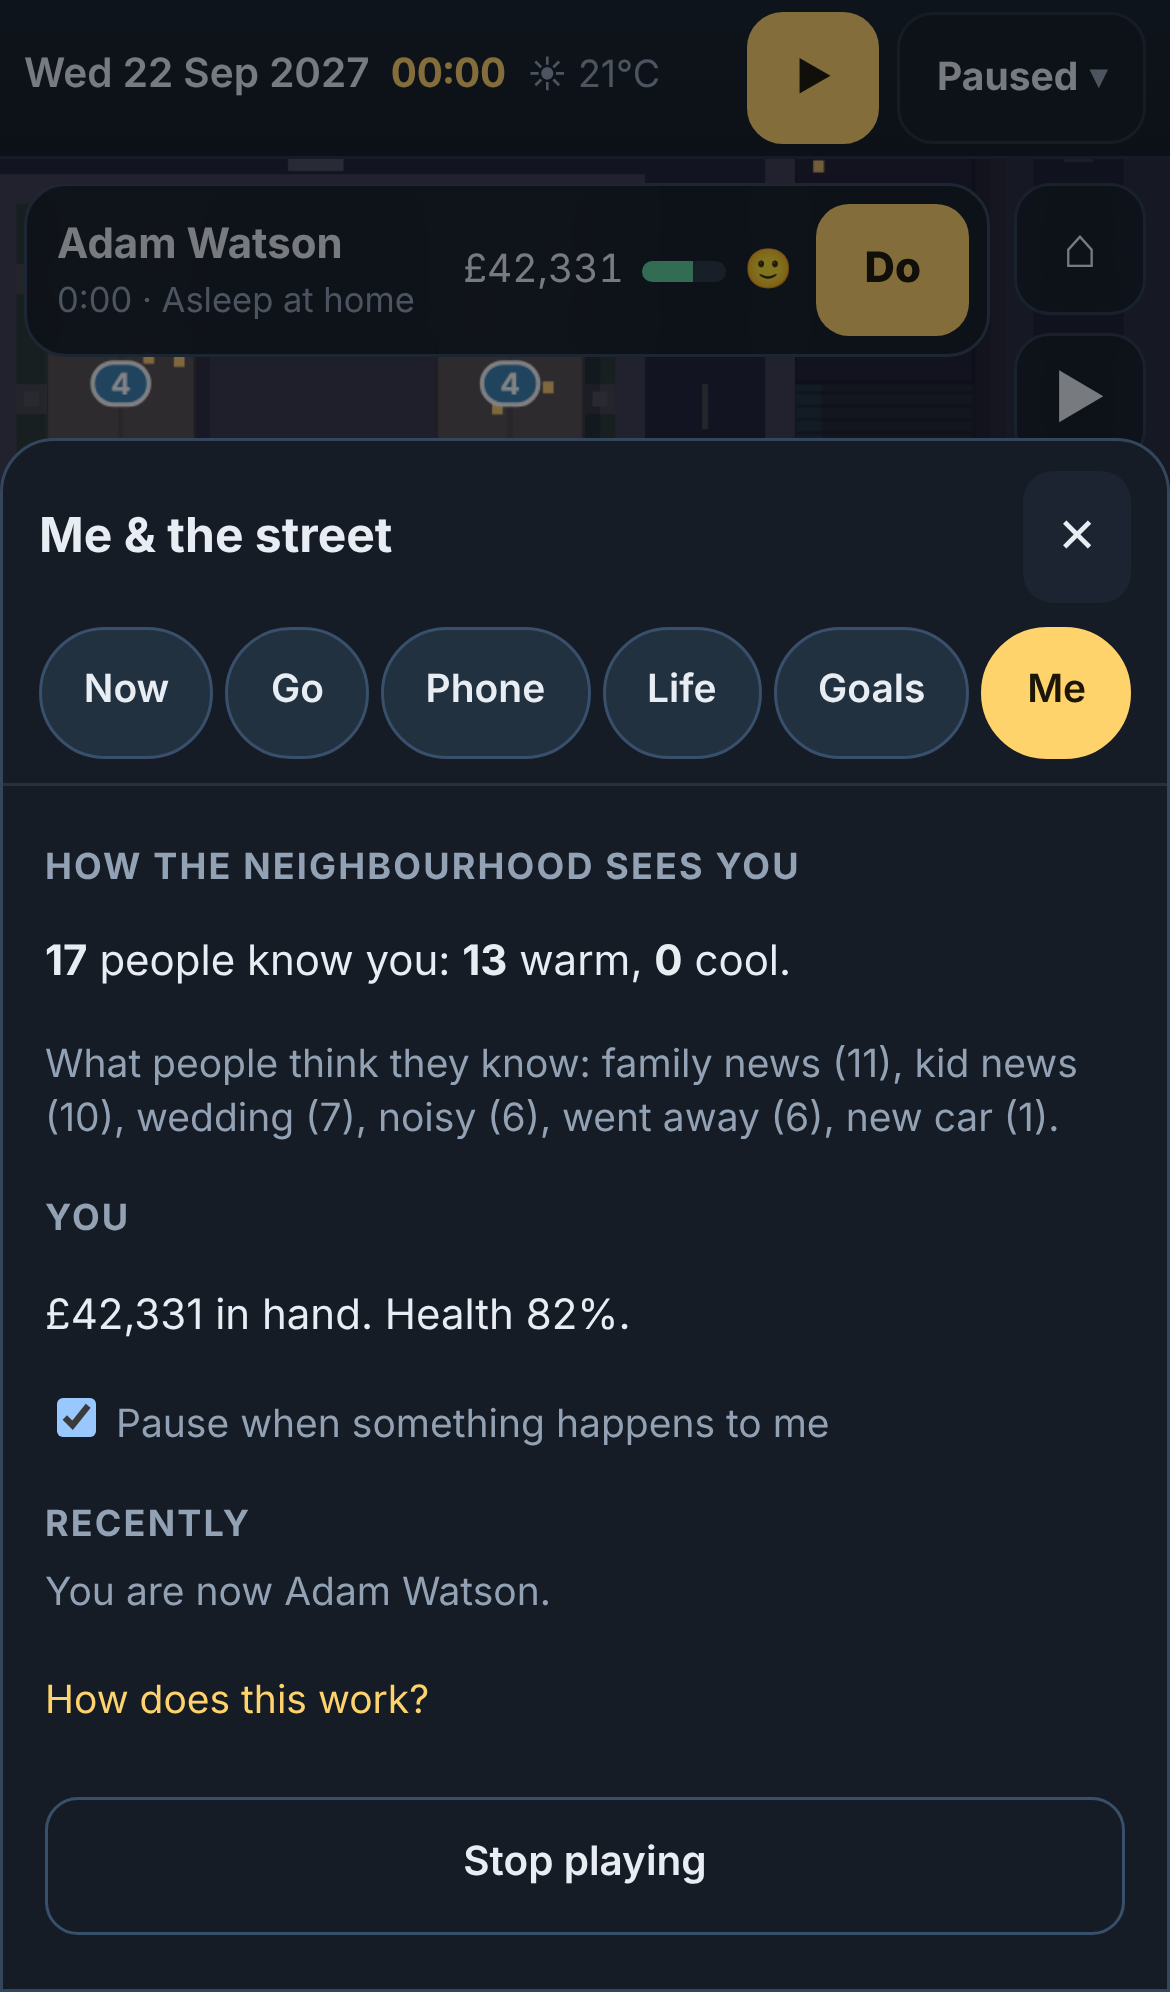 Wed 22 Sep 2027 00:00 ☀ 21°C
Paused ▾
Adam Watson
0:00 · Asleep at home
£42,331
Do
4
4
Me & the street
Now
Go
Phone
Life
Goals
Me
HOW THE NEIGHBOURHOOD SEES YOU
17 people know you: 13 warm, 0 cool.
What people think they know: family news (11), kid news
(10), wedding (7), noisy (6), went away (6), new car (1).
YOU
£42,331 in hand. Health 82%.
Pause when something happens to me
RECENTLY
You are now Adam Watson.
How does this work?
Stop playing